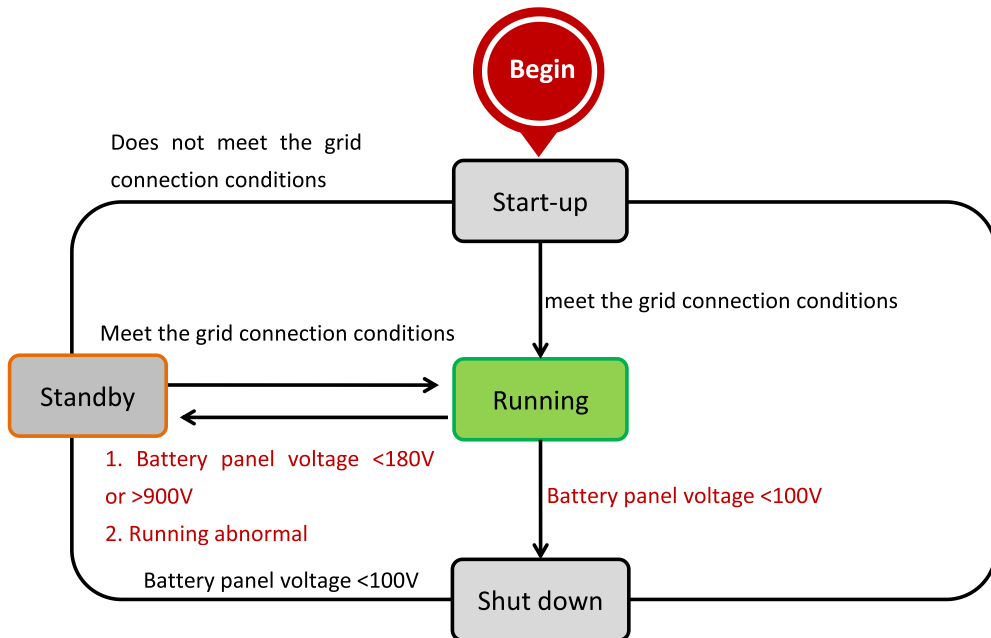 Begin
Does not meet the grid
connection conditions
Start-up
meet the grid connection conditions
Meet the grid connection conditions
Standby
Running
1. Battery panel voltage <180V
or >900V
2. Running abnormal
Battery panel voltage <100V
Battery panel voltage <100V
Shut down